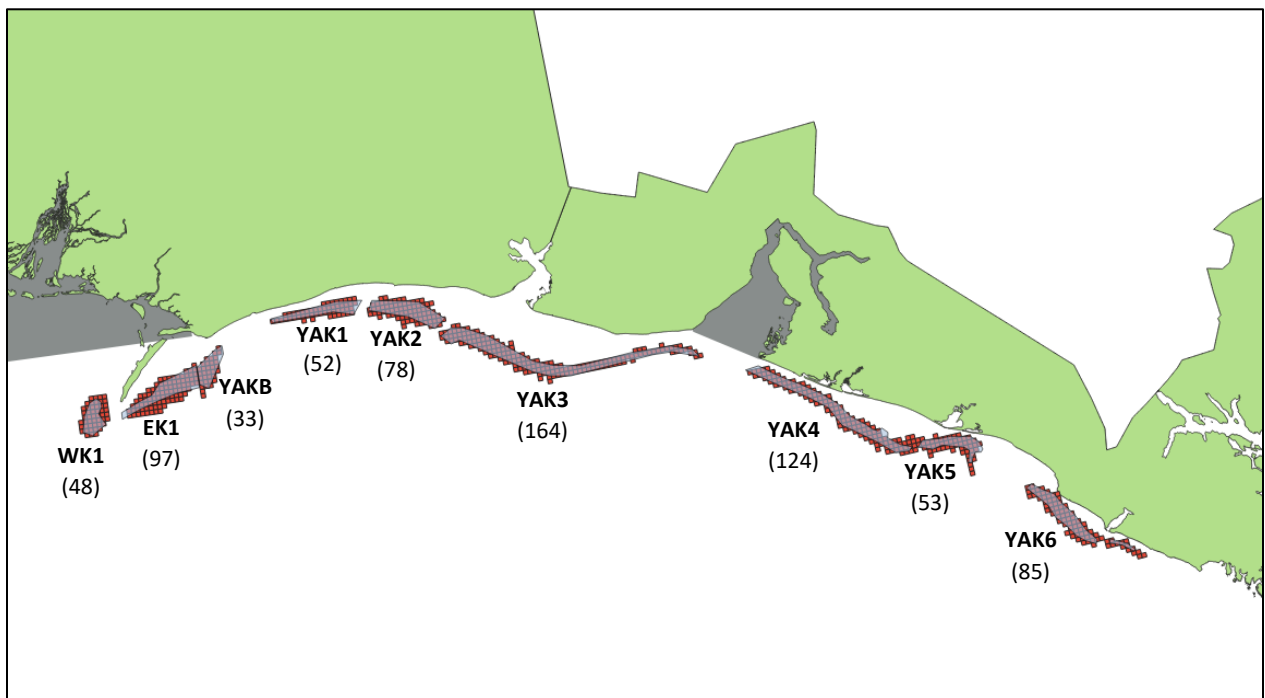 WK1
(48)
EK1
(97)
YAKB
(33)
YAK1
(52)
YAK2
(78)
YAK3
(164)
YAK4
(124)
YAK5
(53)
YAK6
(85)